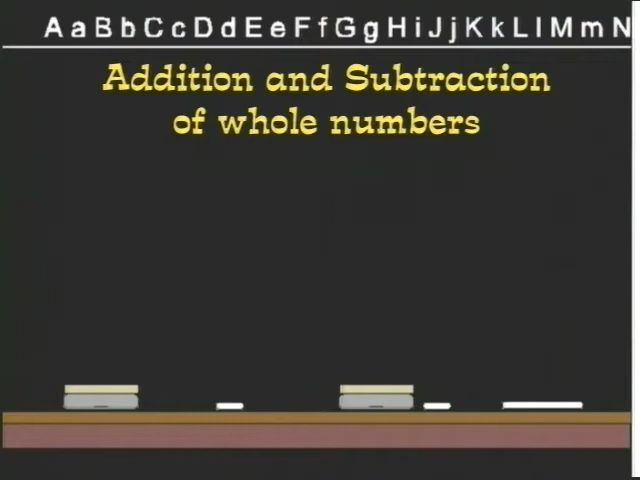 AaBbCcDdEeFfGgHiJjKkLlMmN
Addition and Subtraction
of whole numbers